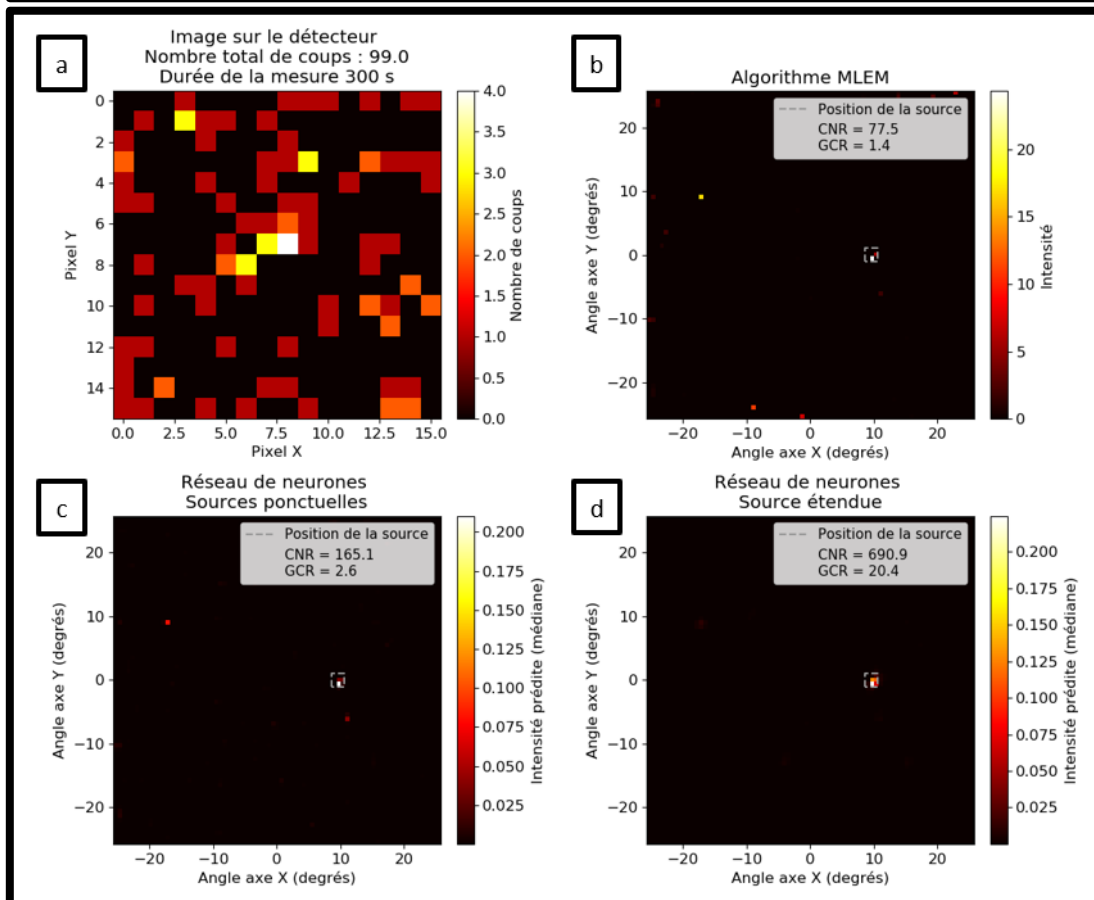 a
Image sur le détecteur
Nombre total de coups : 99.0
Durée de la mesure 300 s
0
2
4
6
8
10
12
14
Pixel Y
0.0
2.5
5.0
7.5
10.0
12.5
15.0
Pixel X
4.0
3.5
3.0
2.5
2.0
1.5
1.0
0.5
0.0
Nombre de coups
b
Algorithme MLEM
Position de la source
CNR = 77.5
GCR = 1.4
20
10
0
−10
−20
Angle axe Y (degrés)
−20
−10
0
10
20
Angle axe X (degrés)
20
15
10
5
0
Intensité
c
Réseau de neurones
Sources ponctuelles
Position de la source
CNR = 165.1
GCR = 2.6
20
10
0
−10
−20
Angle axe Y (degrés)
−20
−10
0
10
20
Angle axe X (degrés)
0.200
0.175
0.150
0.125
0.100
0.075
0.050
0.025
Intensité prédite (médiane)
d
Réseau de neurones
Source étendue
Position de la source
CNR = 690.9
GCR = 20.4
20
10
0
−10
−20
Angle axe Y (degrés)
−20
−10
0
10
20
Angle axe X (degrés)
0.200
0.175
0.150
0.125
0.100
0.075
0.050
0.025
Intensité prédite (médiane)